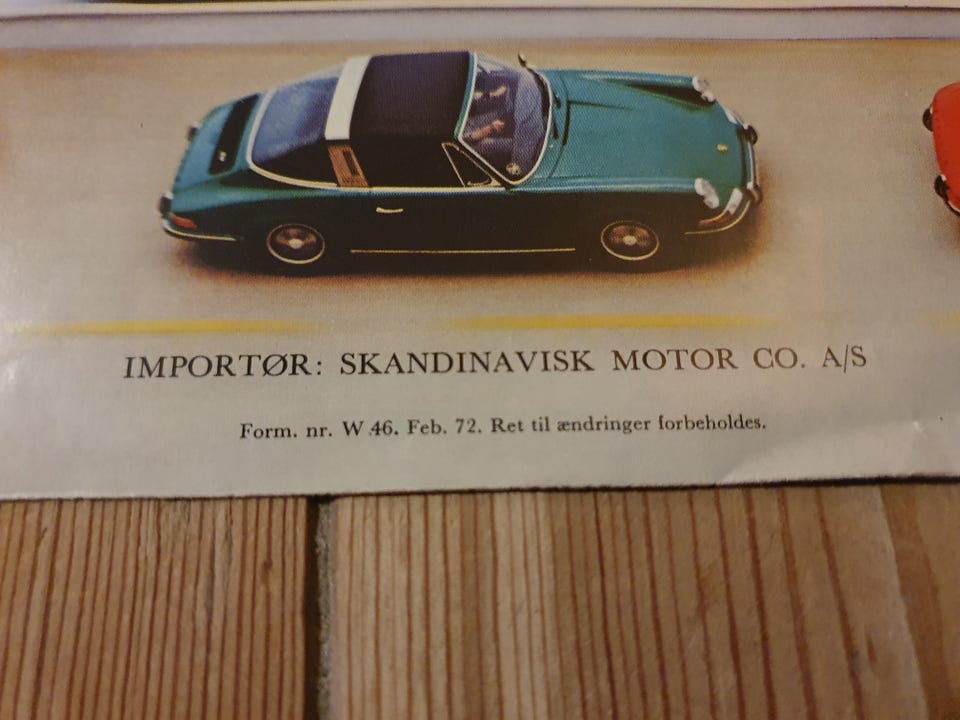 IMPORTØR: SKANDINAVISK MOTOR CO. A/S
Form. nr. W 46. Feb. 72. Ret til ændringer forbeholdes.